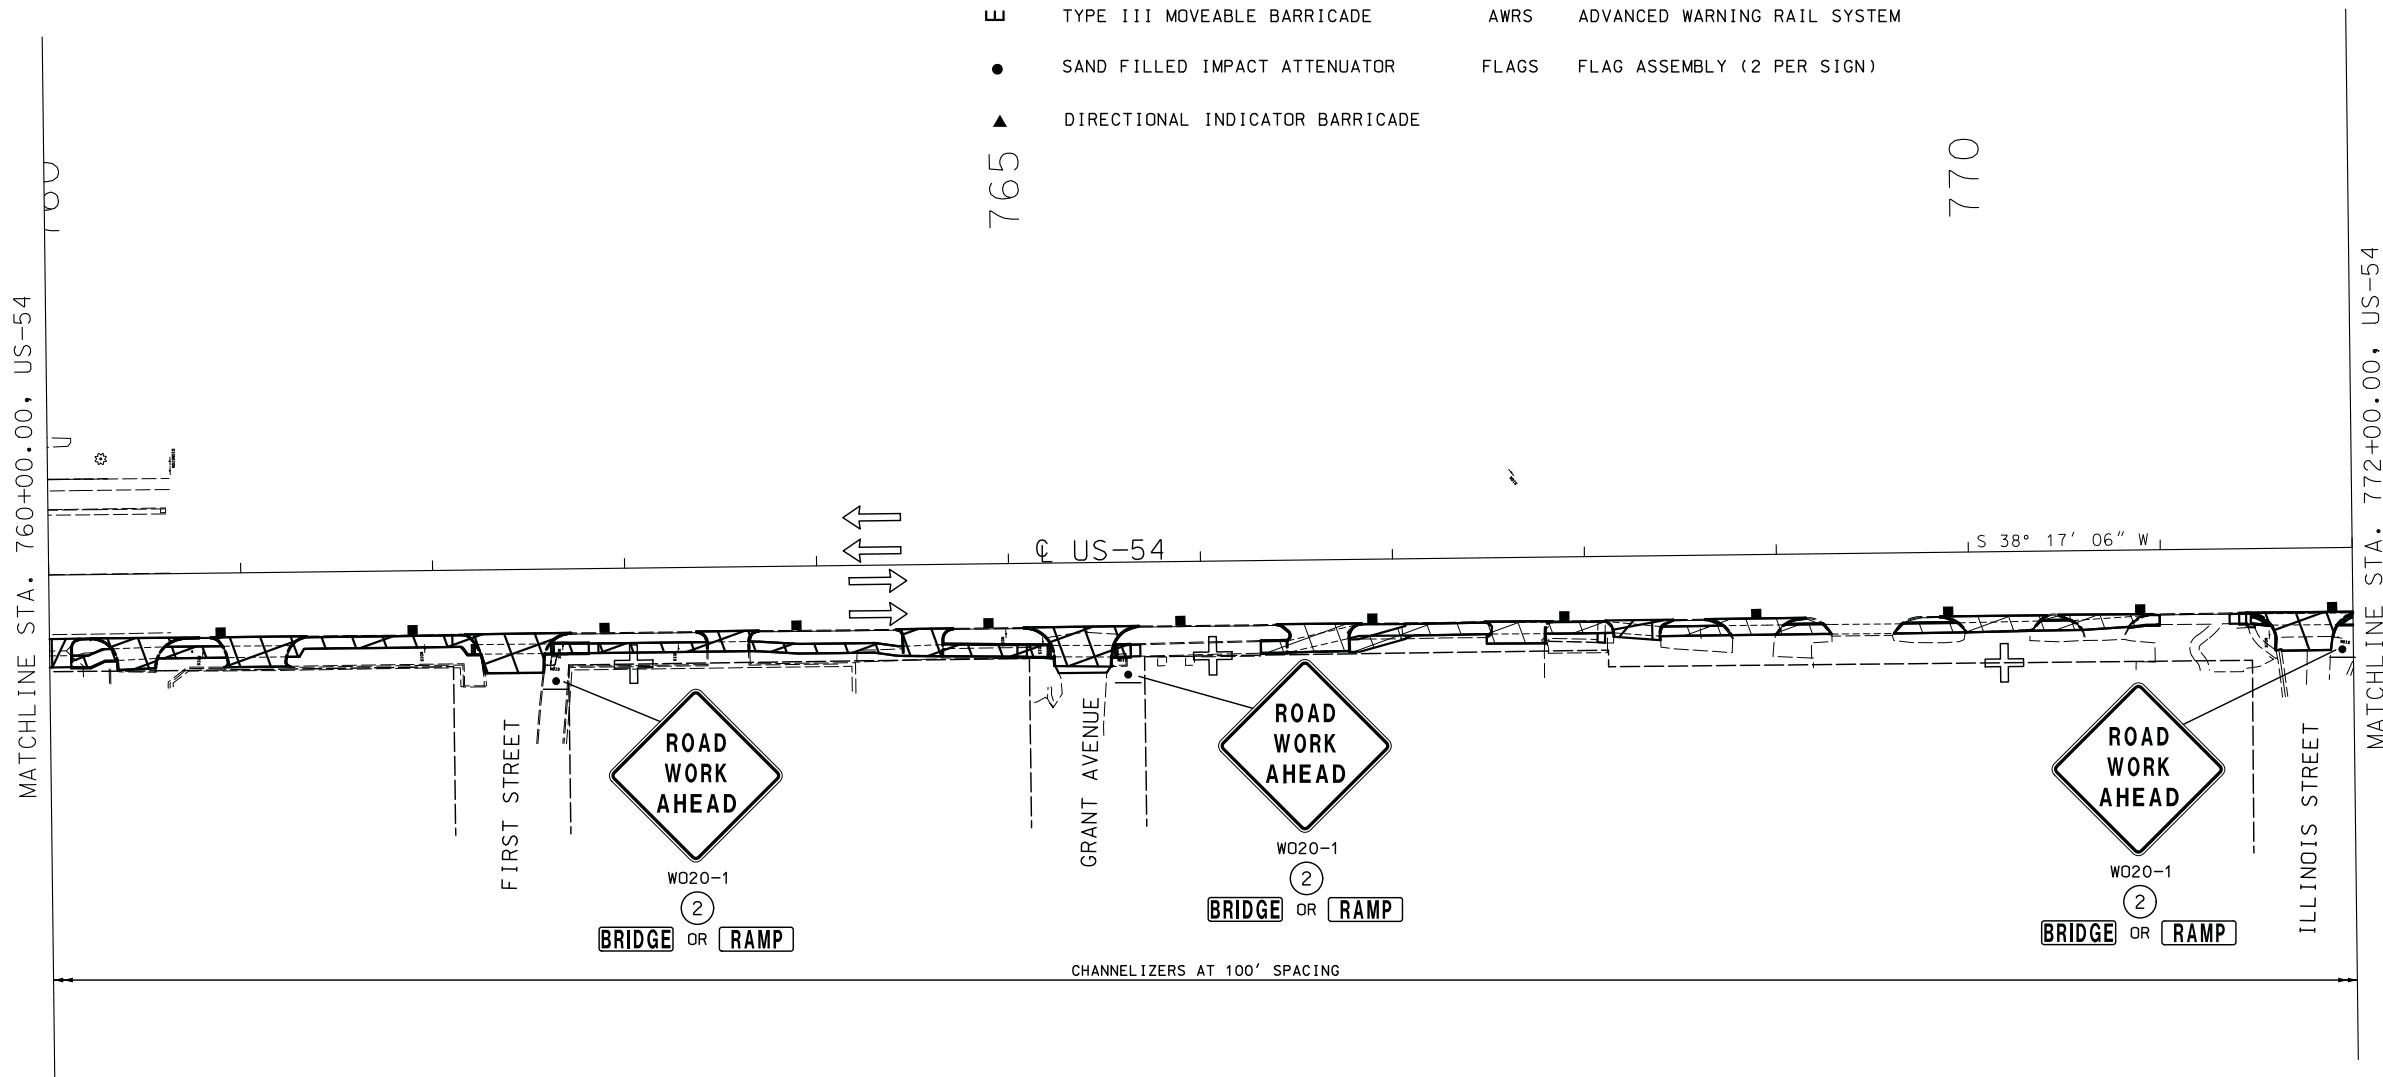 TYPE III MOVEABLE BARRICADE
AWRS ADVANCED WARNING RAIL SYSTEM
SAND FILLED IMPACT ATTENUATOR
FLAGS FLAG ASSEMBLY (2 PER SIGN)
DIRECTIONAL INDICATOR BARRICADE
760
765
770
MATCHLINE STA. 760+00.00, US-54
MATCHLINE STA. 772+00.00, US-54
℄ US-54
S 38° 17' 06" W
FIRST STREET
ROAD
WORK
AHEAD
WO20-1
2
BRIDGE OR RAMP
GRANT AVENUE
ROAD
WORK
AHEAD
WO20-1
2
BRIDGE OR RAMP
ROAD
WORK
AHEAD
WO20-1
2
BRIDGE OR RAMP
ILLINOIS STREET
CHANNELIZERS AT 100' SPACING